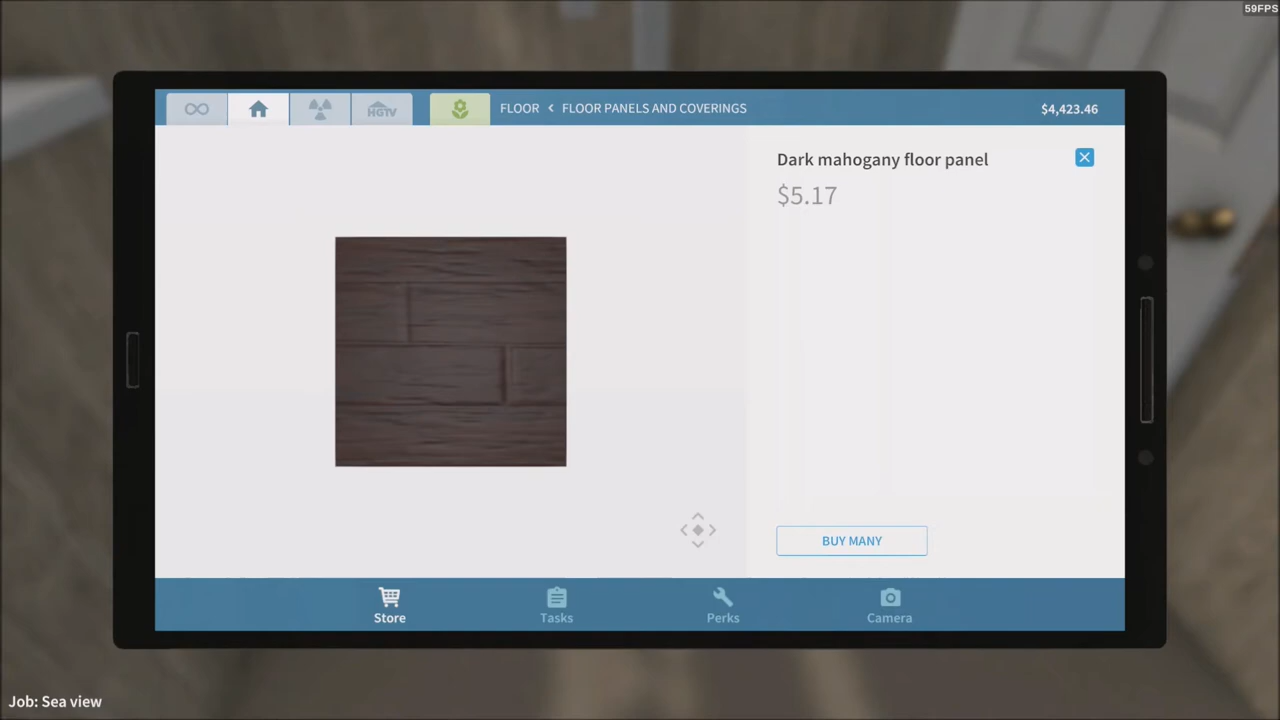 59FPS
HGTV
FLOOR < FLOOR PANELS AND COVERINGS
$4,423.46
Dark mahogany floor panel
$5.17
BUY MANY
Store
Tasks
Perks
Camera
Job: Sea view